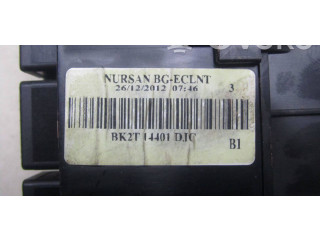 NURSAN BG-ECLNT
26/12/2012 07:46 3
BK2T 14401 DJC
B1